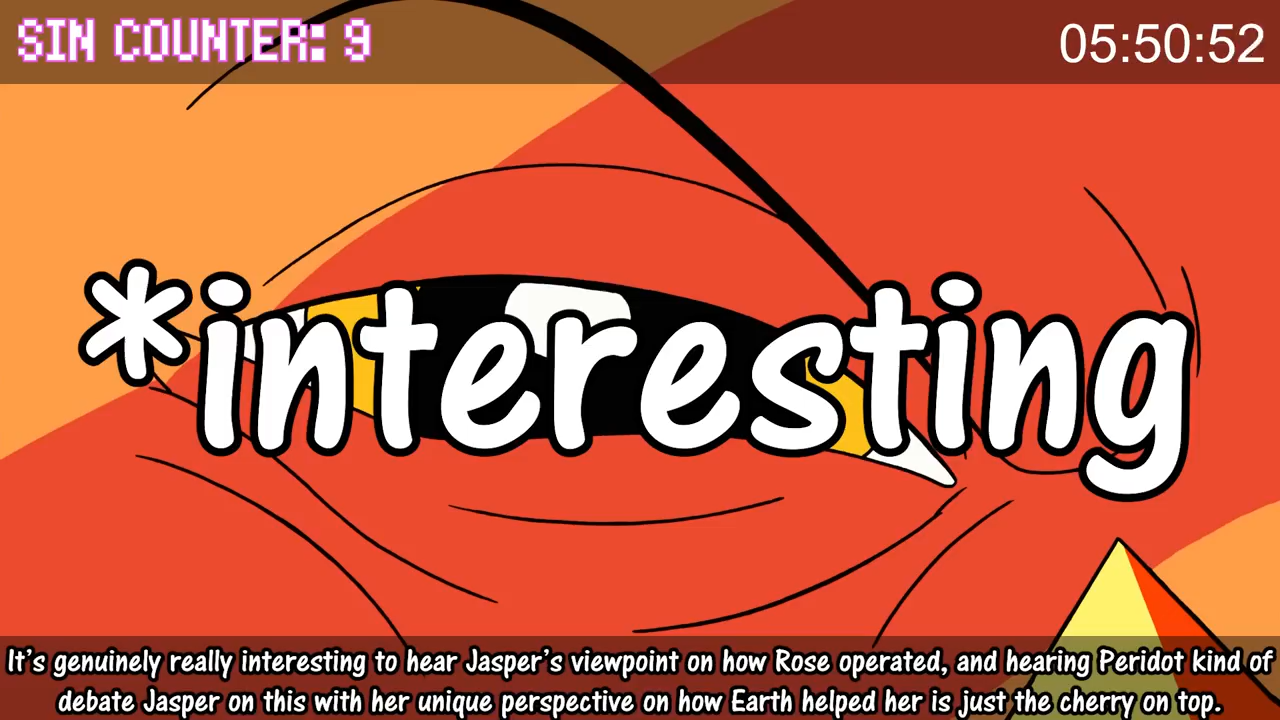 SIN COUNTER: 9
05:50:52
*interesting
It's genuinely really interesting to hear Jasper's viewpoint on how Rose operated, and hearing Peridot kind of
debate Jasper on this with her unique perspective on how Earth helped her is just the cherry on top.